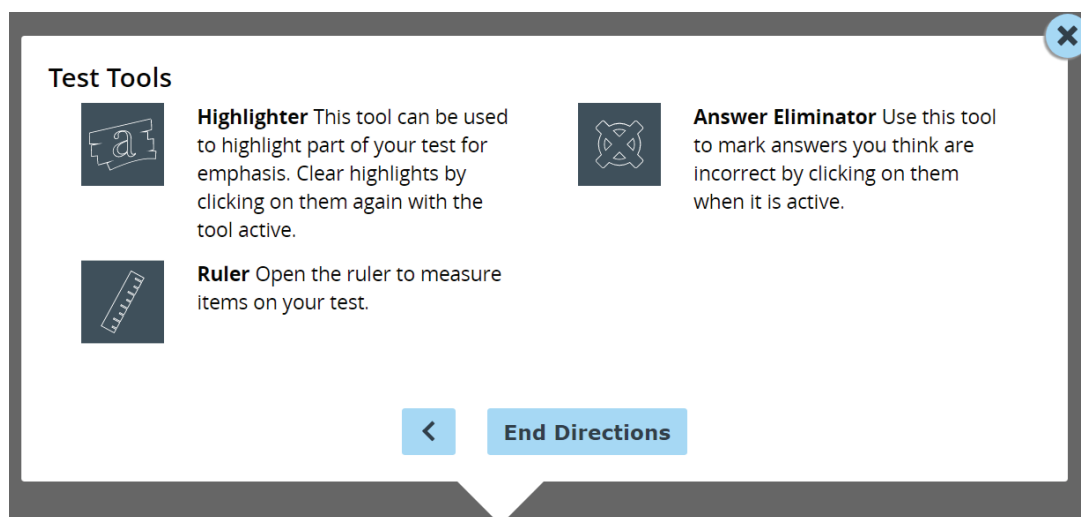 Test Tools
a
Highlighter This tool can be used
to highlight part of your test for
emphasis. Clear highlights by
clicking on them again with the
tool active.
Answer Eliminator Use this tool
to mark answers you think are
incorrect by clicking on them
when it is active.
Ruler Open the ruler to measure
items on your test.
End Directions